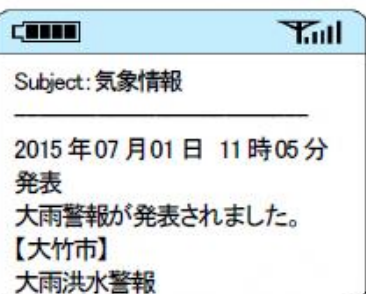 Subject: 気象情報
2015年07月01日 11時05分
発表
大雨警報が発表されました。
【大竹市】
大雨洪水警報